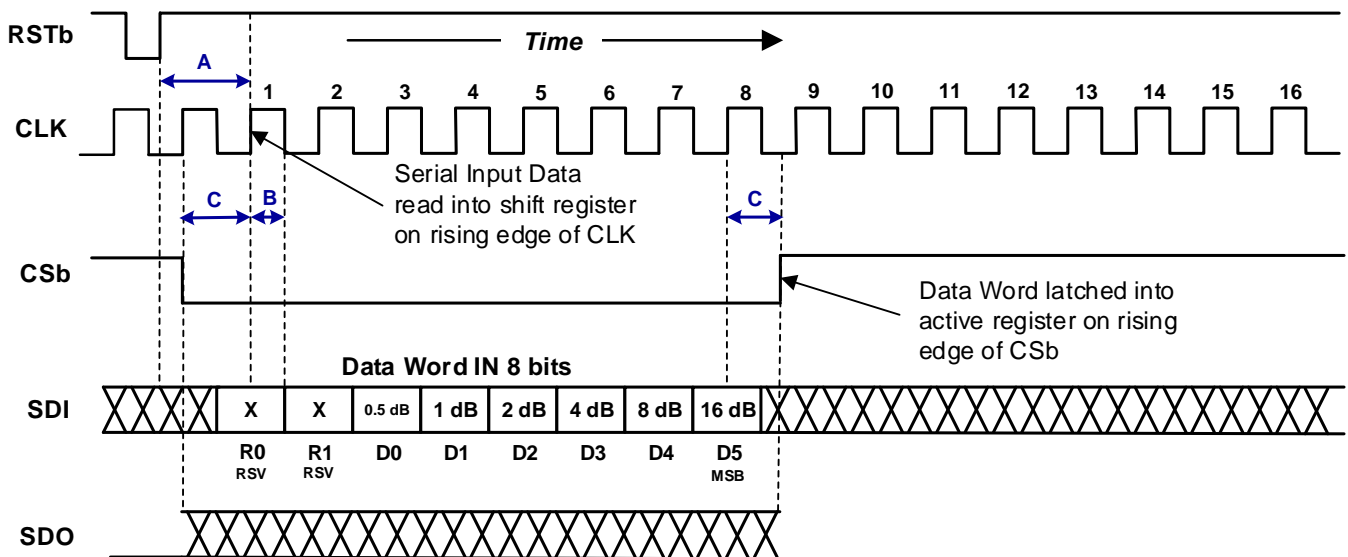 RSTb
Time
A
1 2 3 4 5 6 7 8 9 10 11 12 13 14 15 16
CLK
Serial Input Data
read into shift register
on rising edge of CLK
C B C
CSb
Data Word latched into
active register on rising
edge of CSb
Data Word IN 8 bits
SDI X X 0.5 dB 1 dB 2 dB 4 dB 8 dB 16 dB
R0 R1 D0 D1 D2 D3 D4 D5
RSV RSV MSB
SDO